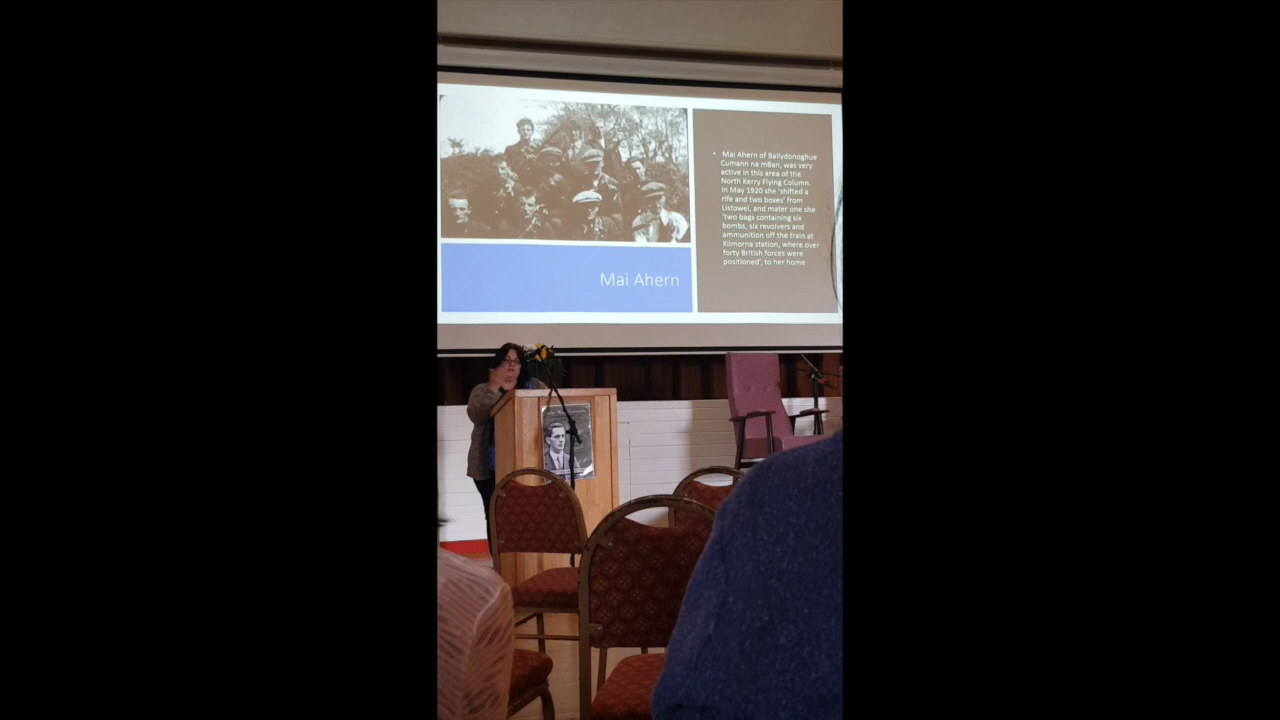 Mai Ahern of Ballydonoghue
Cumann na mBan, was very
active in this area of the
North Kerry Flying Column.
In May 1920 she 'shifted a
rife and two boxes' from
Listowel, and mater one she
'two bags containing six
bombs, six revolvers and
ammunition off the train at
Kilmorna station, where over
forty British forces were
positioned', to her home
Mai Ahern